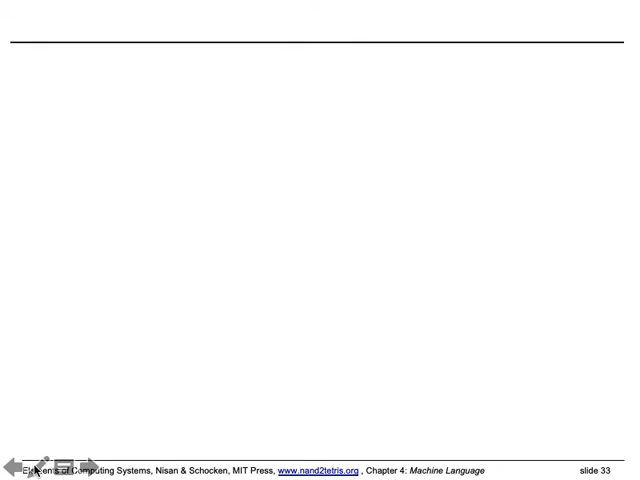 Elements of Computing Systems, Nisan & Schocken, MIT Press, www.nand2tetris.org , Chapter 4: Machine Language slide 33